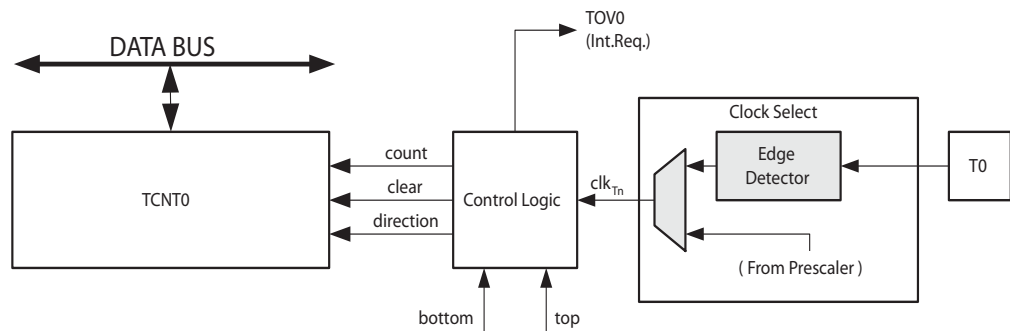 TOV0
(Int.Req.)
DATA BUS
Clock Select
count
Edge
Detector
T0
TCNT0
clear
Control Logic
clkTn
direction
( From Prescaler )
bottom
top